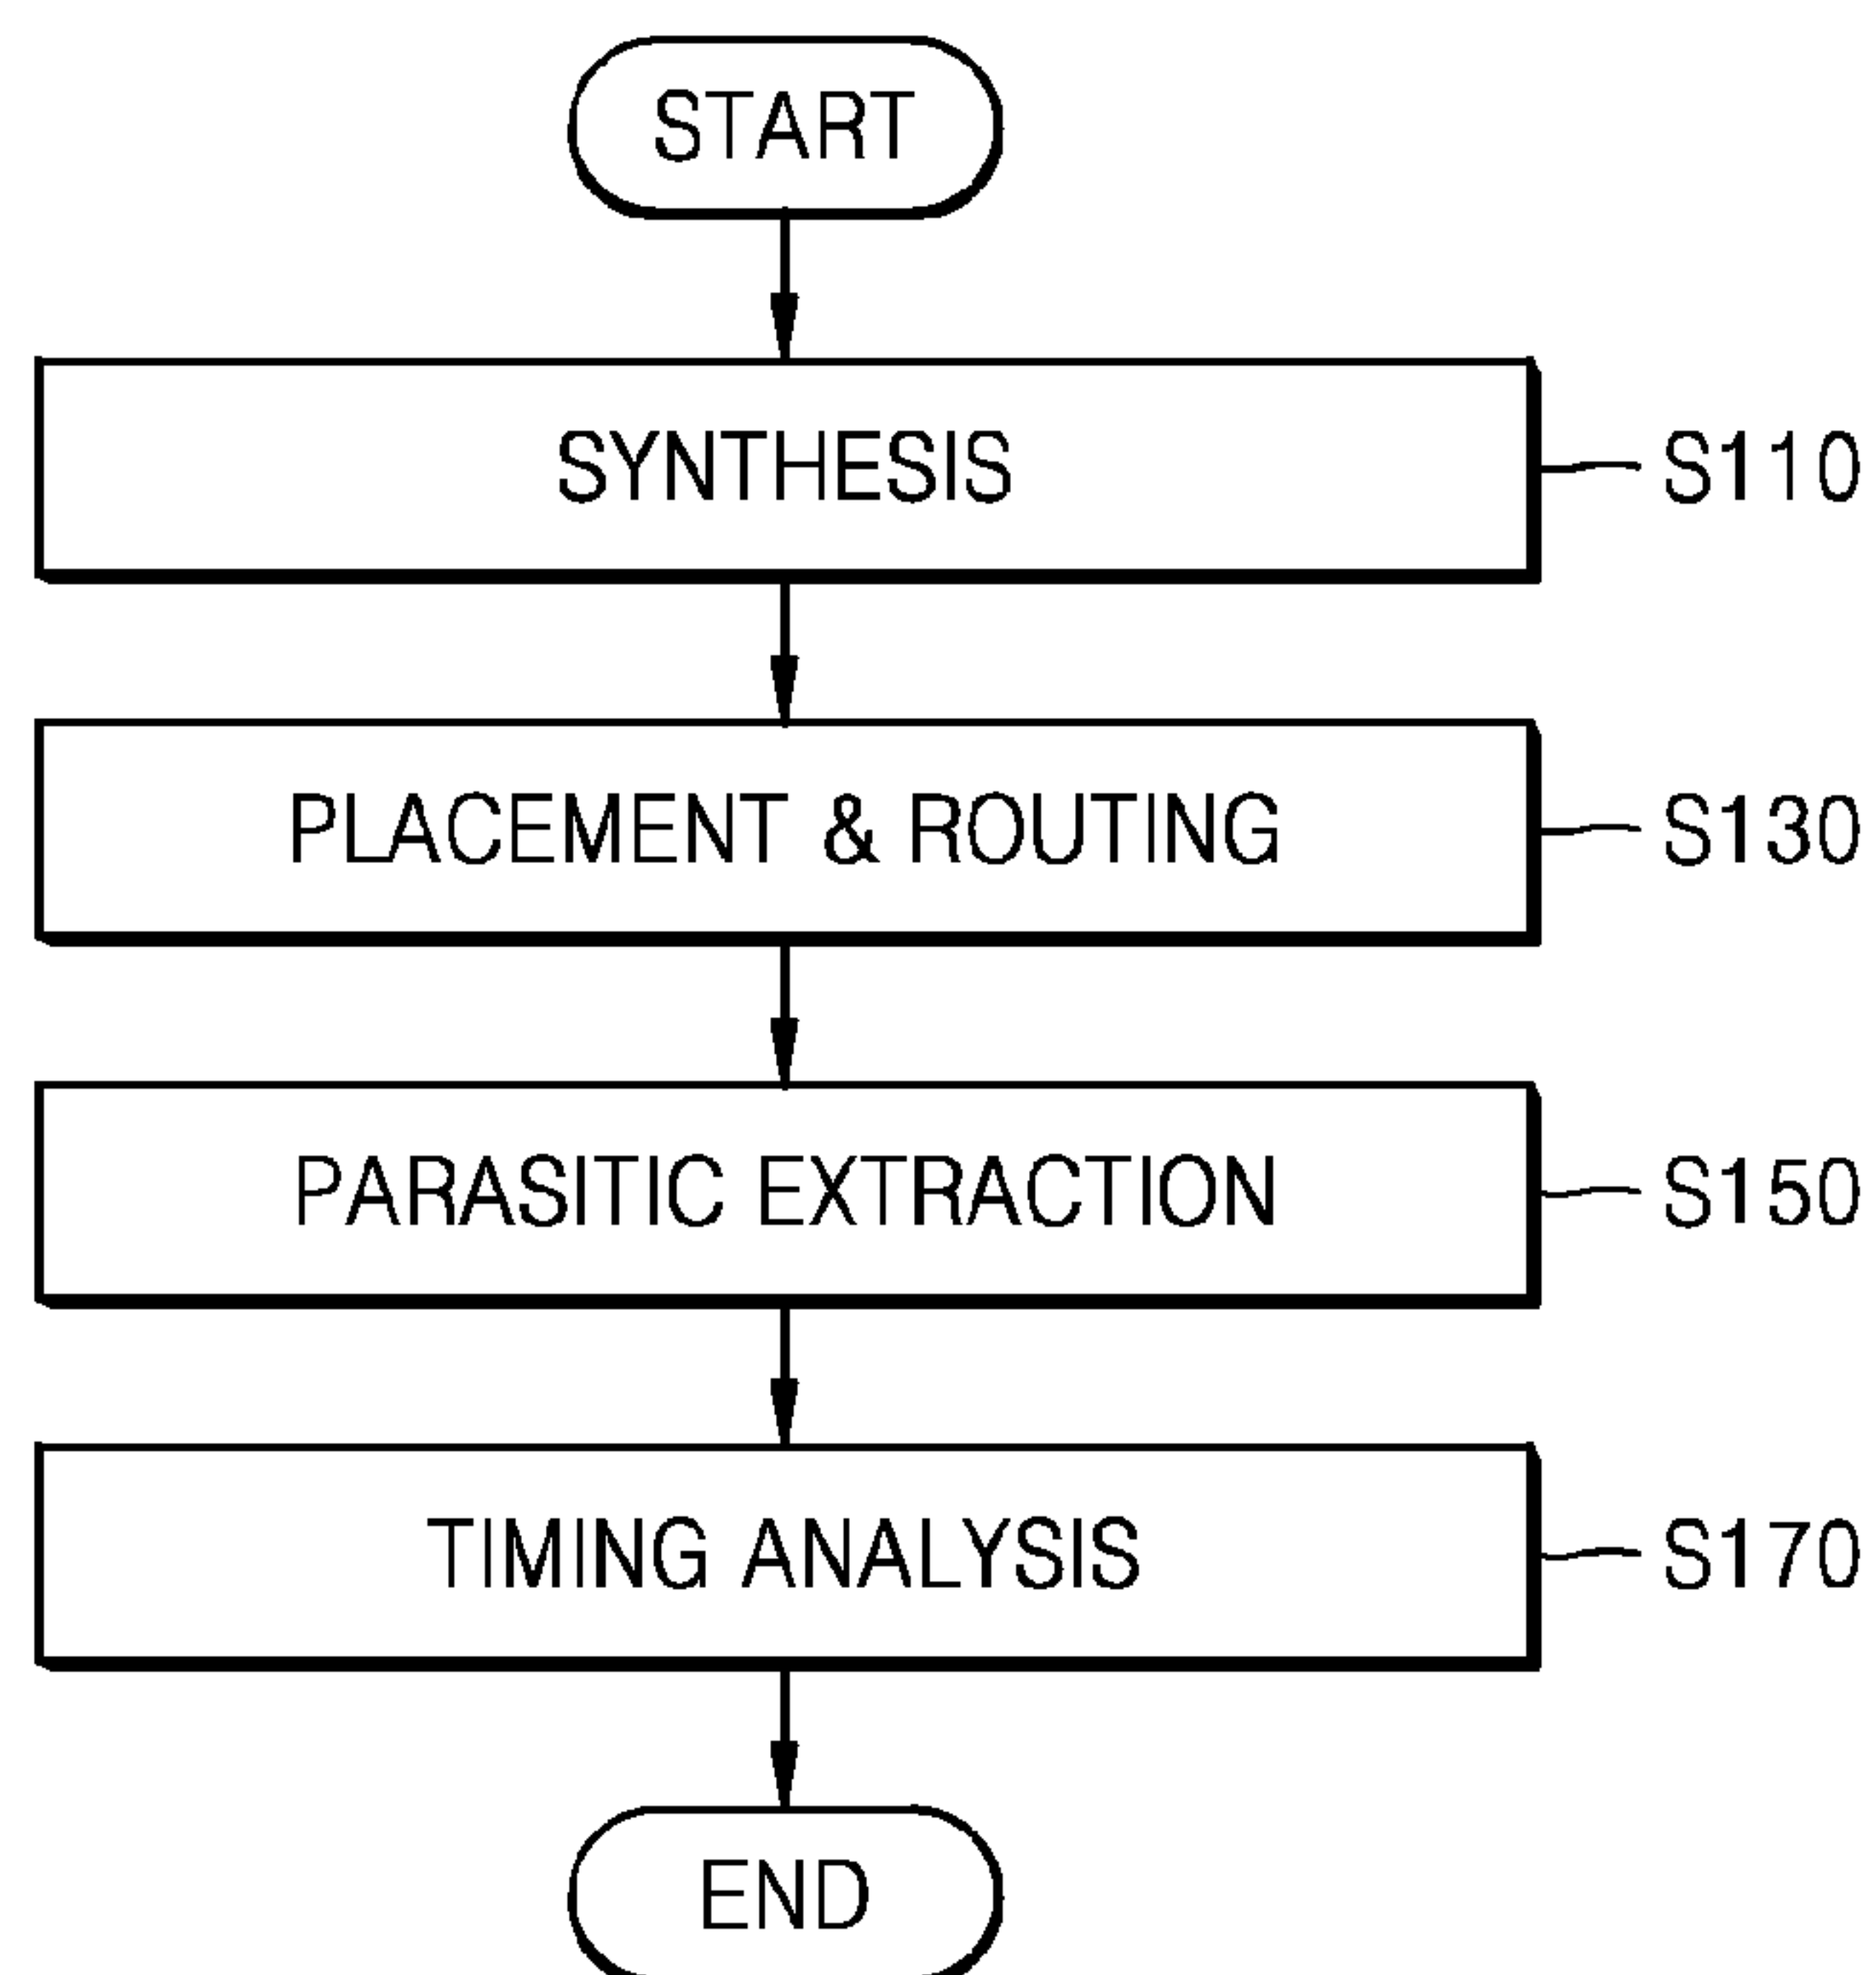 START
SYNTHESIS
S110
PLACEMENT & ROUTING
S130
PARASITIC EXTRACTION
S150
TIMING ANALYSIS
S170
END